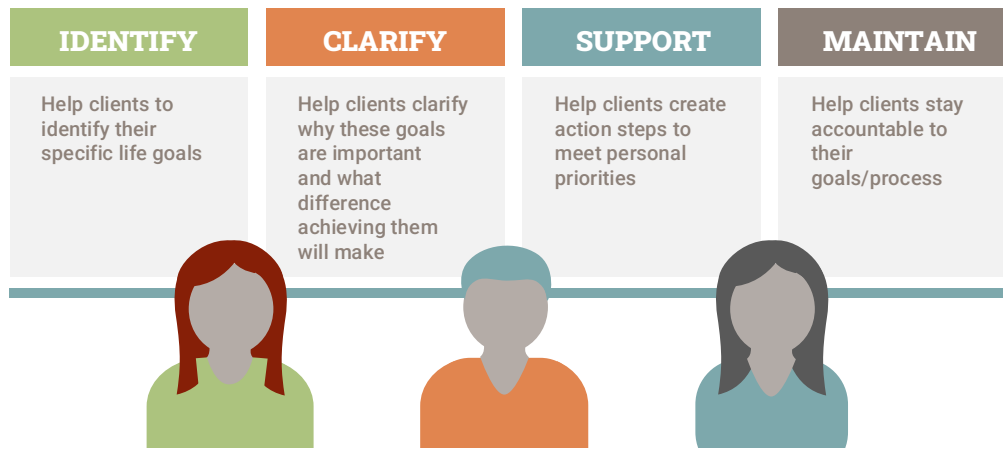 IDENTIFY
Help clients to
identify their
specific life goals
CLARIFY
Help clients clarify
why these goals
are important
and what
difference
achieving them
will make
SUPPORT
Help clients create
action steps to
meet personal
priorities
MAINTAIN
Help clients stay
accountable to
their
goals/process